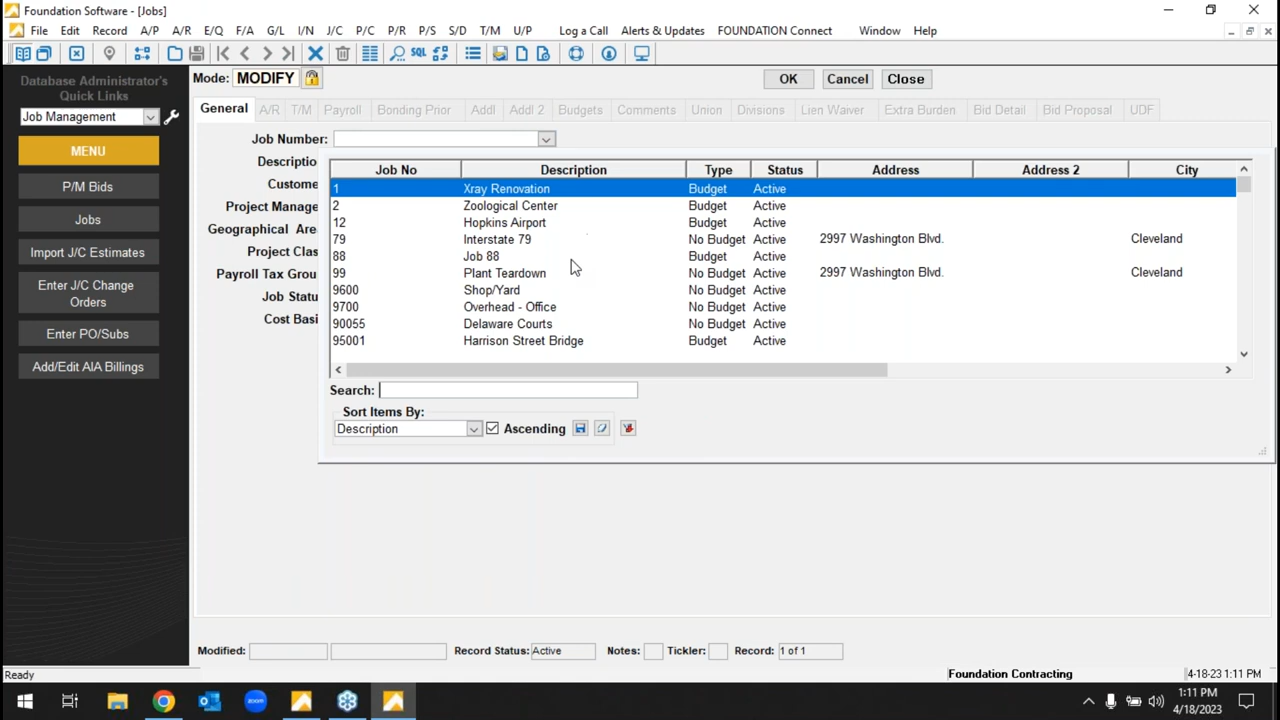 Foundation Software - [Jobs]
File Edit Record A/P A/R E/Q F/A G/L I/N J/C P/C P/R P/S S/D T/M U/P Log a Call Alerts & Updates FOUNDATION Connect Window Help
SQL
Database Administrator's
Quick Links
Job Management
MENU
P/M Bids
Jobs
Import J/C Estimates
Enter J/C Change
Orders
Enter PO/Subs
Add/Edit AIA Billings
Mode: MODIFY OK Cancel Close
General A/R T/M Payroll Bonding Prior Addl Addl 2 Budgets Comments Union Divisions Lien Waiver Extra Burden Bid Detail Bid Proposal UDF
Job Number:
Descriptio
Custome
Project Manage
Geographical Area
Project Clas
Payroll Tax Grou
Job Statu
Cost Basi
Job No Description Type Status Address Address 2 City
1 Xray Renovation Budget Active
2 Zoological Center Budget Active
12 Hopkins Airport Budget Active
79 Interstate 79 No Budget Active 2997 Washington Blvd. Cleveland
88 Job 88 Budget Active
99 Plant Teardown No Budget Active 2997 Washington Blvd. Cleveland
9600 Shop/Yard No Budget Active
9700 Overhead - Office No Budget Active
90055 Delaware Courts No Budget Active
95001 Harrison Street Bridge Budget Active
Search:
Sort Items By:
Description Ascending
Modified: Record Status: Active Notes: Tickler: Record: 1 of 1
Ready Foundation Contracting 4-18-23 1:11 PM
zoom
1:11 PM
4/18/2023